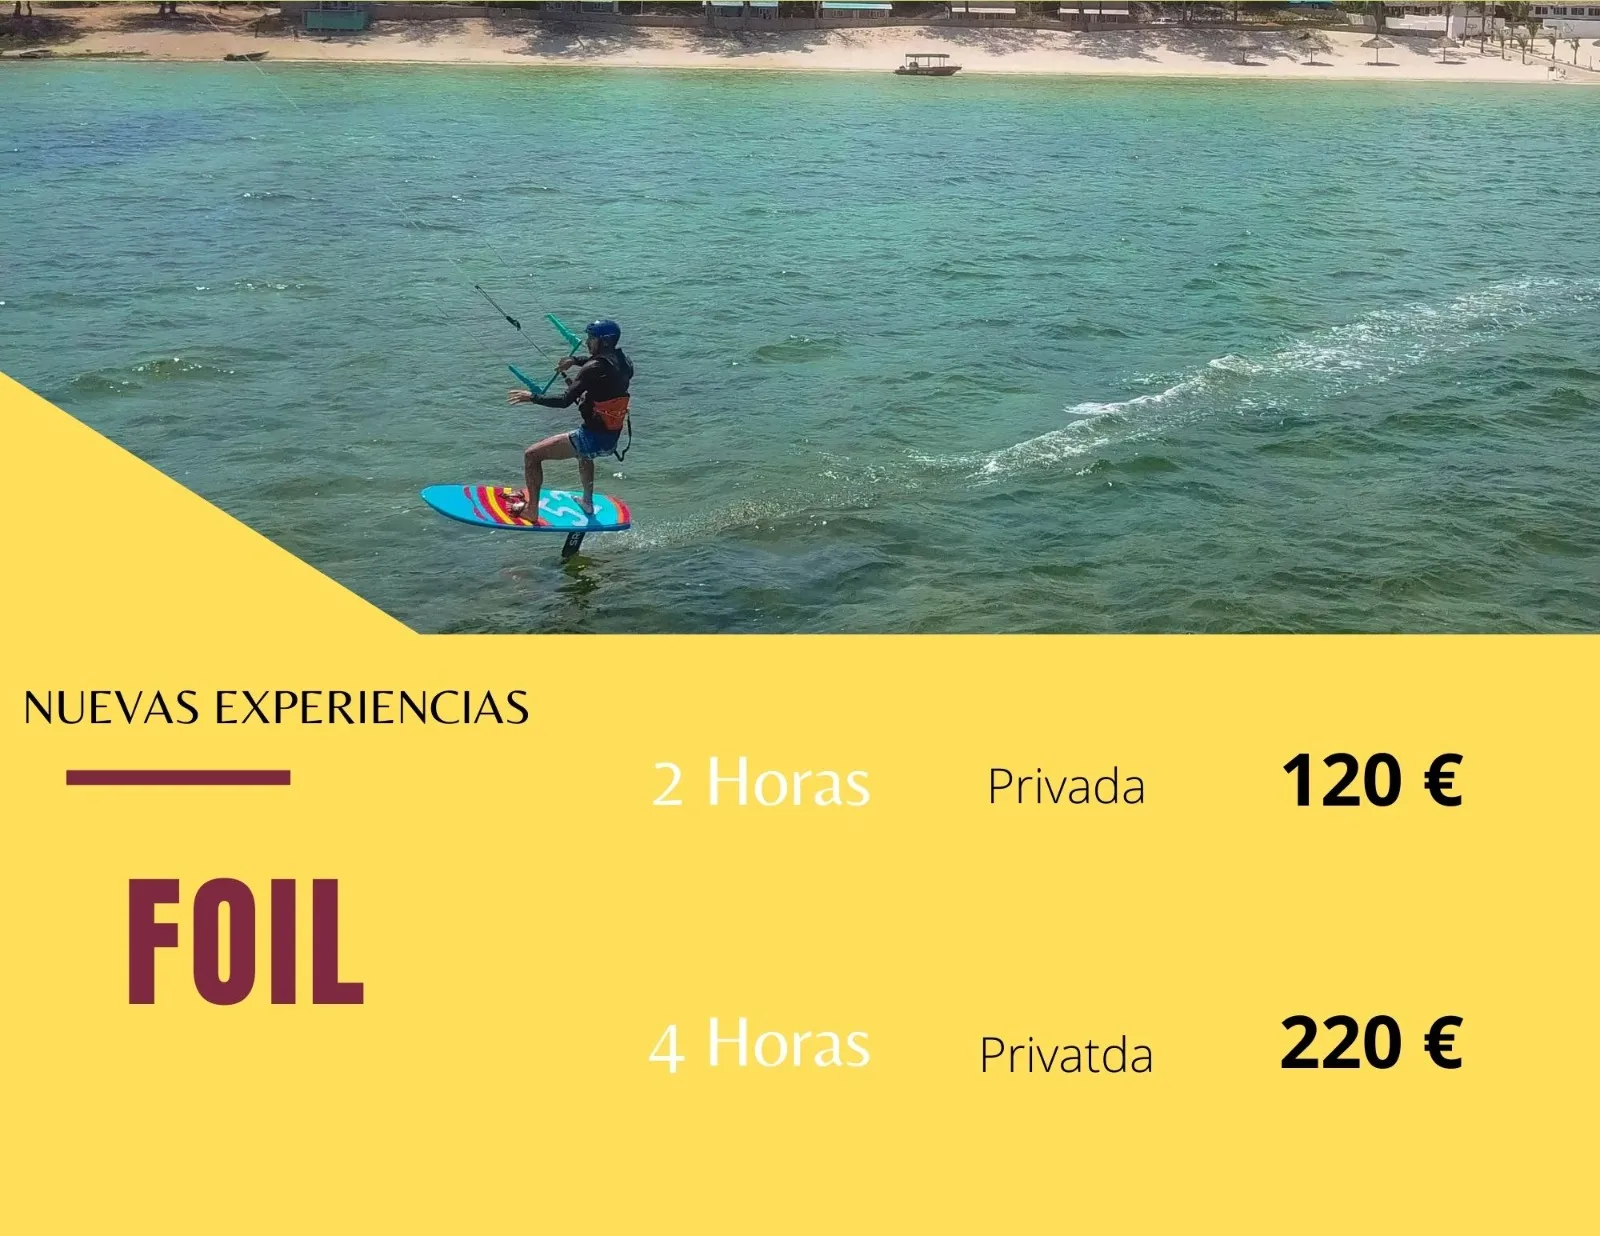 NUEVAS EXPERIENCIAS
FOIL
2 Horas Privada 120 €
4 Horas Privatda 220 €